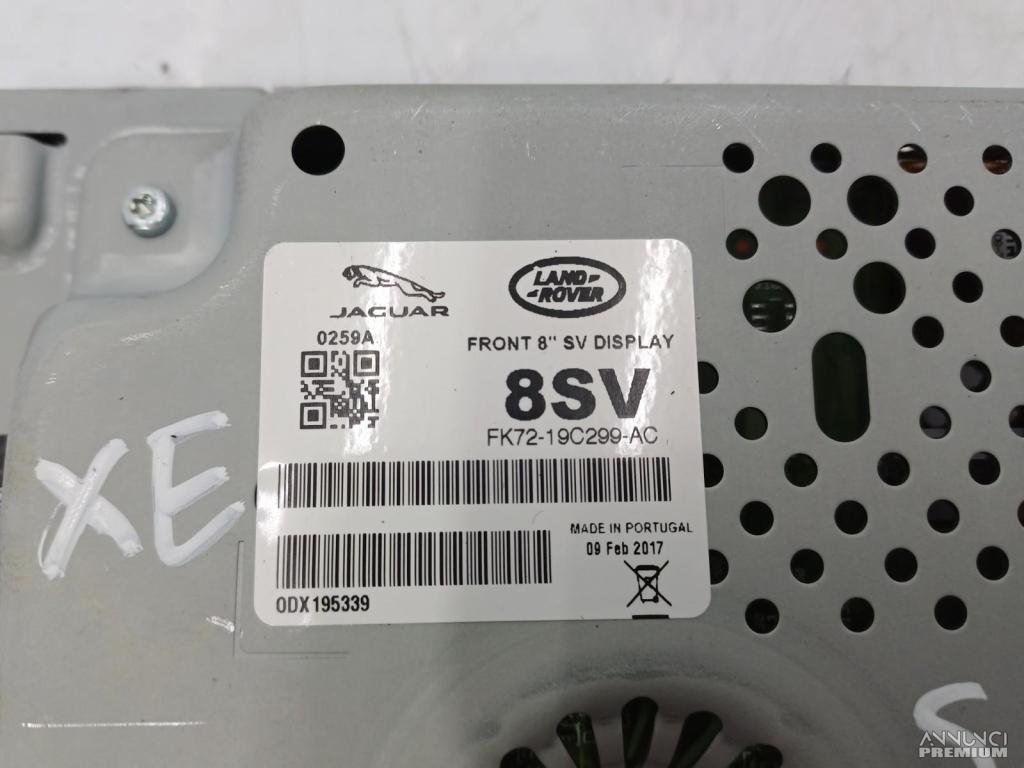 JAGUAR
LAND-
-ROVER
0259A
FRONT 8" SV DISPLAY
8SV
FK72-19C299-AC
MADE IN PORTUGAL
09 Feb 2017
0DX195339
XE
S
ANNUNCI
PREMIUM